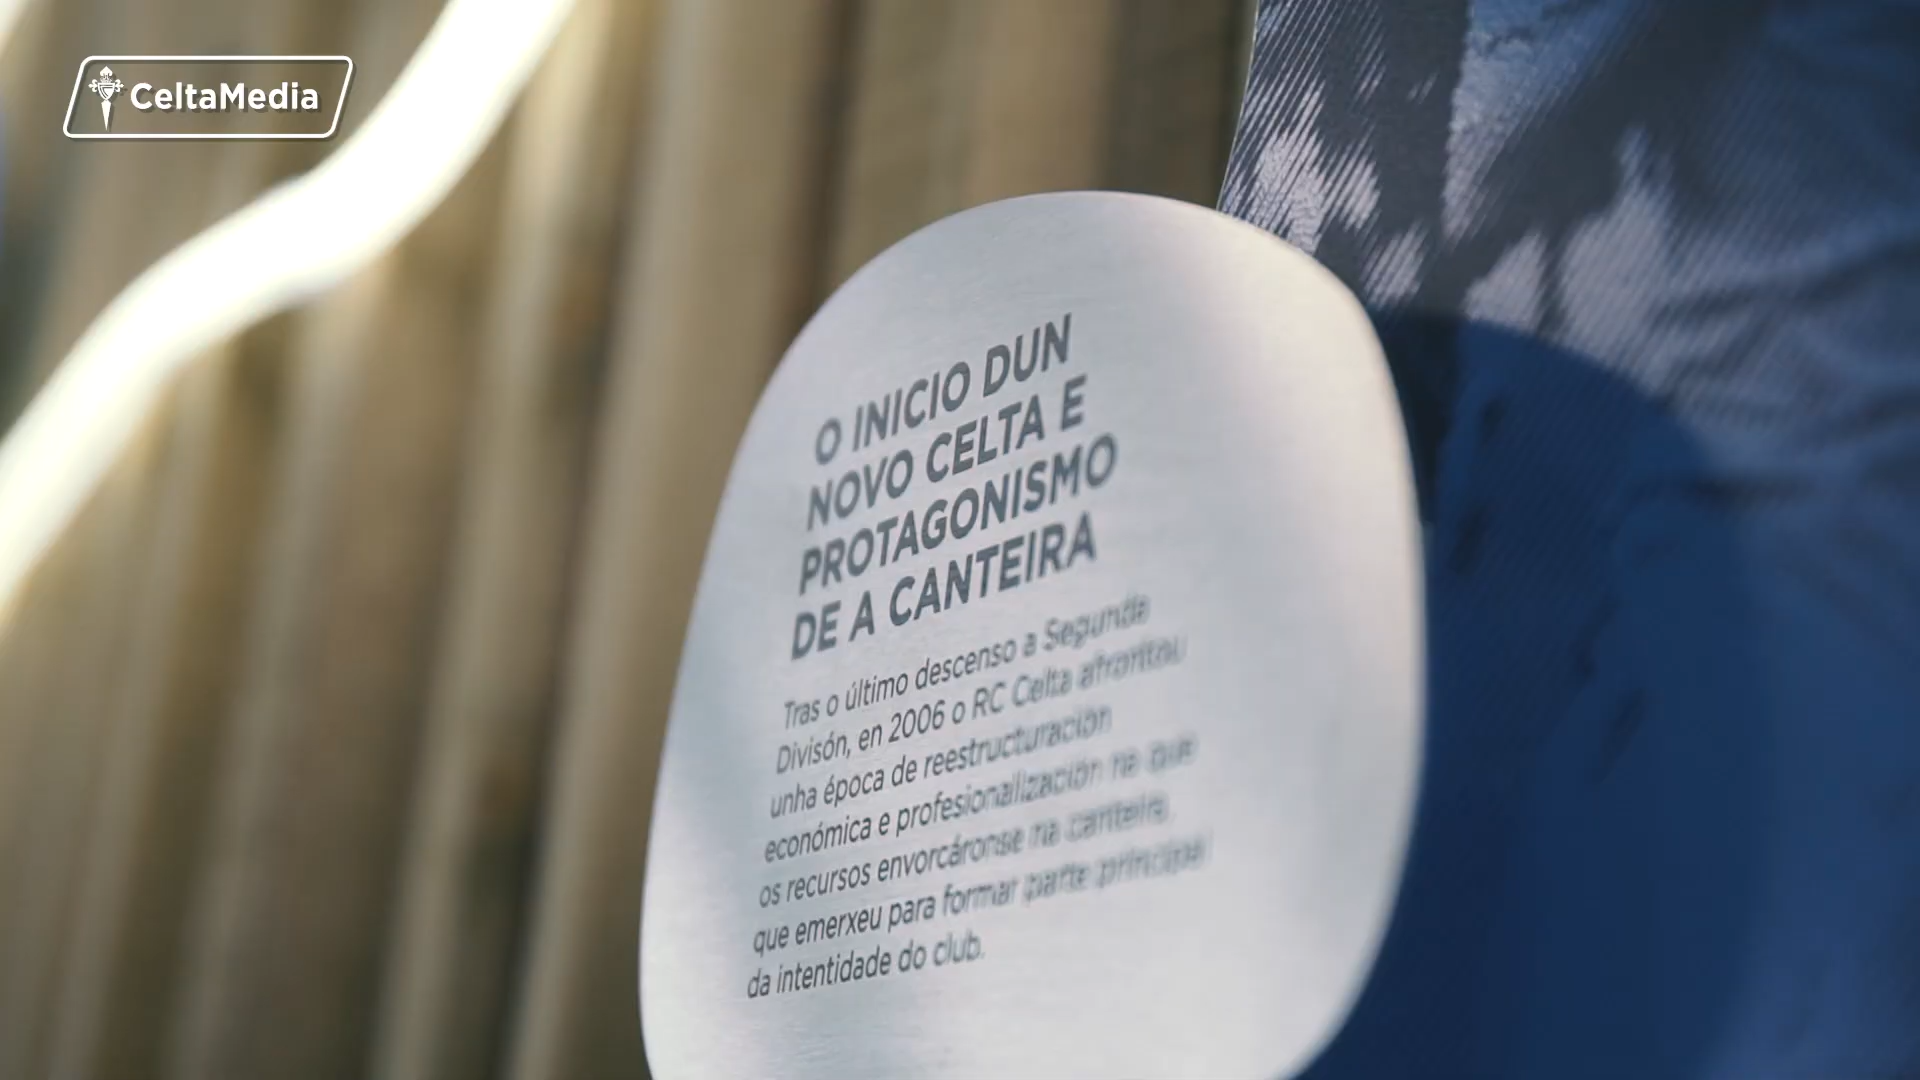 CeltaMedia
O INICIO DUN
NOVO CELTA E
PROTAGONISMO
DE A CANTEIRA
Tras o último descenso a Segunda
Divisón, en 2006 o RC Celta afrontou
unha época de reestructuración
económica e profesionalización na que
os recursos envorcáronse na canteira,
que emerxeu para formar parte principal
da intentidade do club.